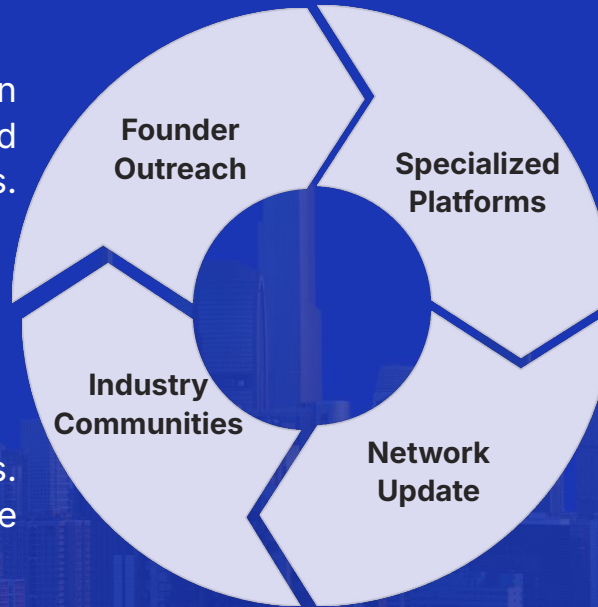 n
d
s.
Founder
Outreach
Specialized
Platforms
Industry
Communities
Network
Update
s.
e